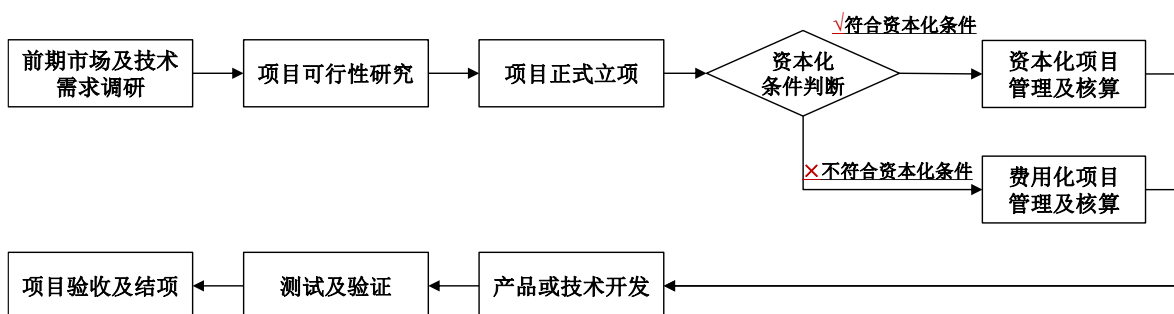 前期市场及技术
需求调研
项目可行性研究
项目正式立项
资本化
条件判断
√符合资本化条件
资本化项目
管理及核算
×不符合资本化条件
费用化项目
管理及核算
项目验收及结项
测试及验证
产品或技术开发